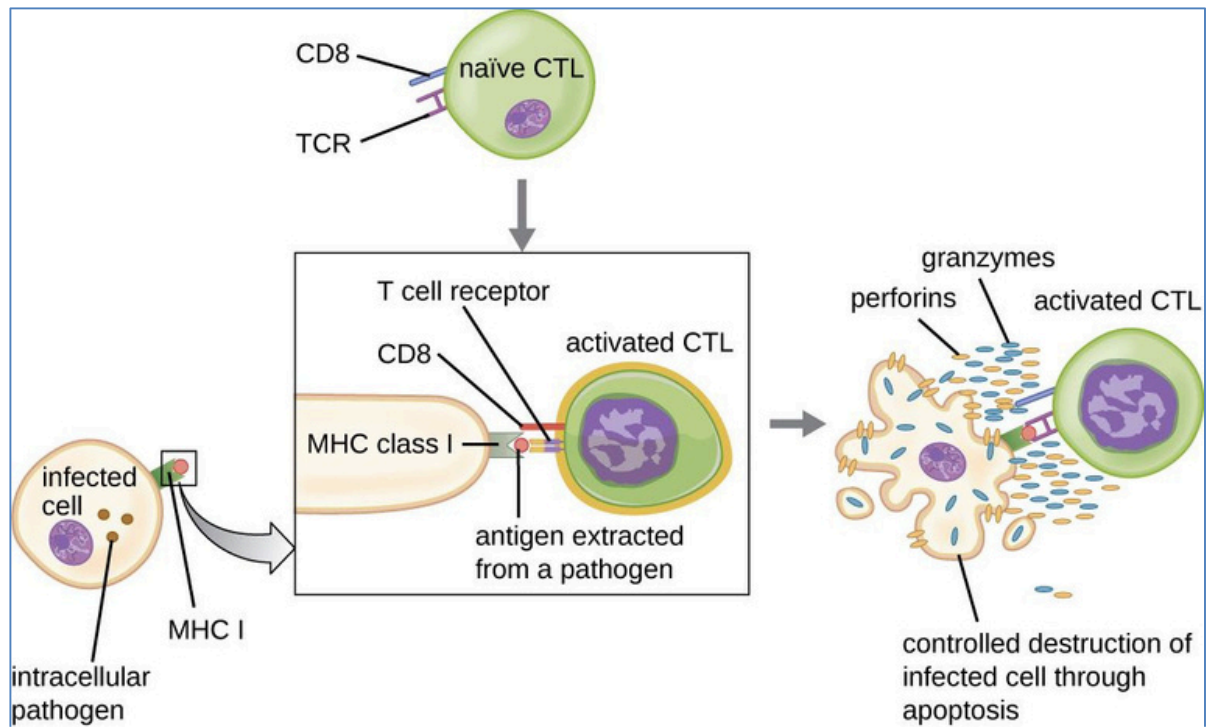 CD8
naïve CTL
TCR
T cell receptor
CD8
activated CTL
MHC class I
antigen extracted
from a pathogen
infected
cell
MHC I
intracellular
pathogen
granzymes
perforins
activated CTL
controlled destruction of
infected cell through
apoptosis